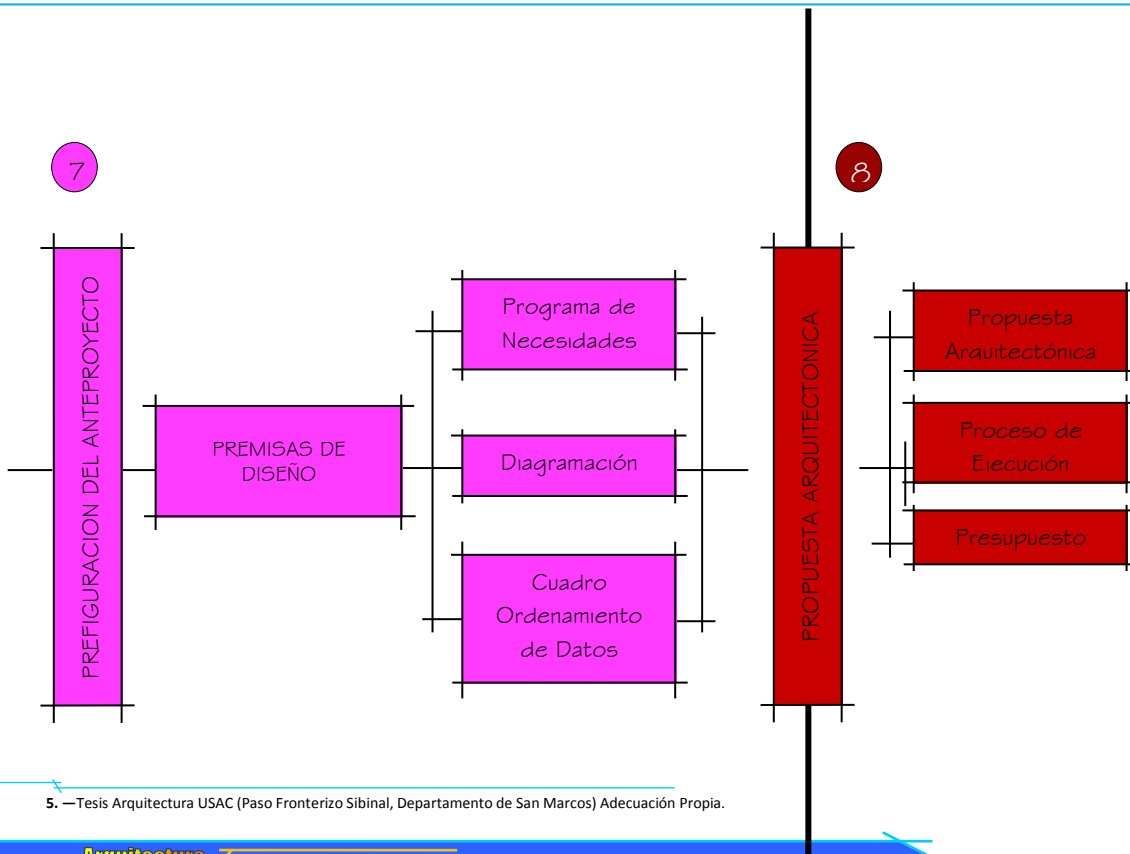 7
8
PREFIGURACION DEL ANTEPROYECTO
PREMISAS DE
DISEÑO
Programa de
Necesidades
Diagramación
Cuadro
Ordenamiento
de Datos
PROPUESTA ARQUITECTONICA
Propuesta
Arquitectónica
Proceso de
Ejecución
Presupuesto
5. —Tesis Arquitectura USAC (Paso Fronterizo Sibinal, Departamento de San Marcos) Adecuación Propia.
Arquitectura